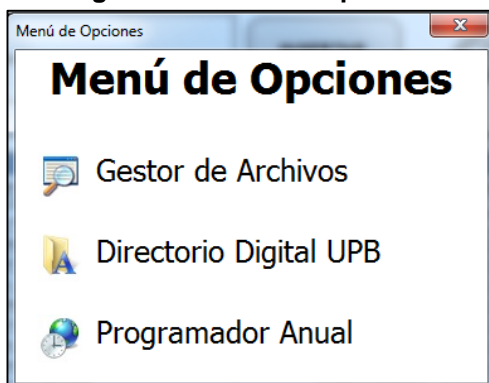 Menú de Opciones
Menú de Opciones
Gestor de Archivos
Directorio Digital UPB
Programador Anual